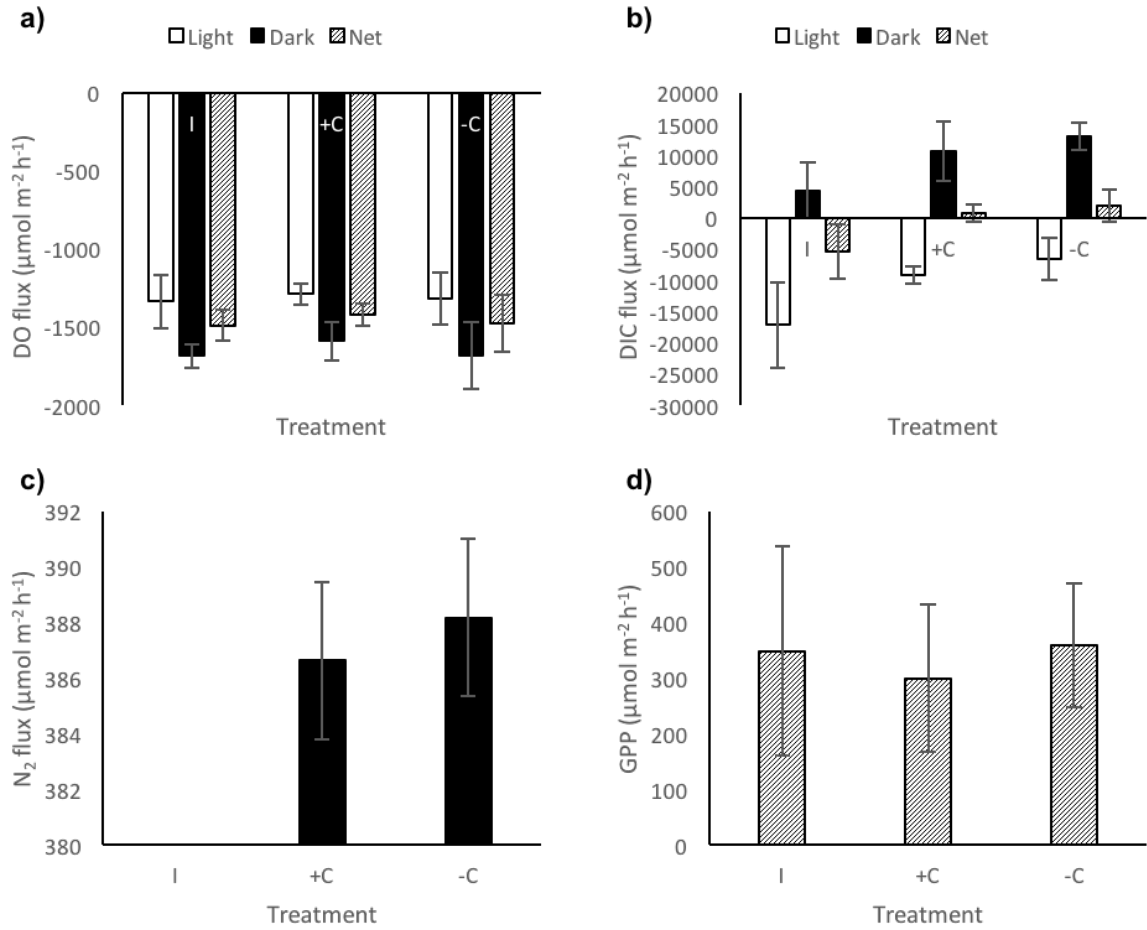 a)
Light Dark Net
0
-500
-1000
-1500
-2000
DO flux (µmol m-2 h-1)
I +C -C
Treatment
b)
Light Dark Net
20000
15000
10000
5000
0
-5000
-10000
-15000
-20000
-25000
-30000
DIC flux (µmol m-2 h-1)
I +C -C
Treatment
c)
392
390
388
386
384
382
380
N2 flux (µmol m-2 h-1)
I +C -C
Treatment
d)
600
500
400
300
200
100
0
GPP (µmol m-2 h-1)
I +C -C
Treatment